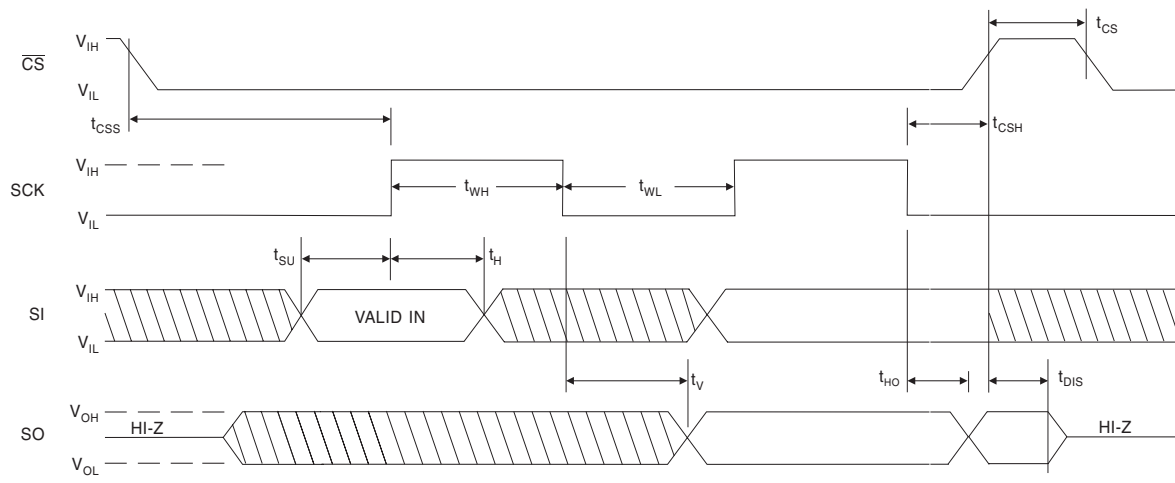 t_CS
V_IH
C̅S̅
V_IL
t_CSS
t_CSH
V_IH
SCK
t_WH
t_WL
V_IL
t_SU
t_H
V_IH
SI
VALID IN
V_IL
t_V
t_HO
t_DIS
V_OH
SO
HI-Z
HI-Z
V_OL